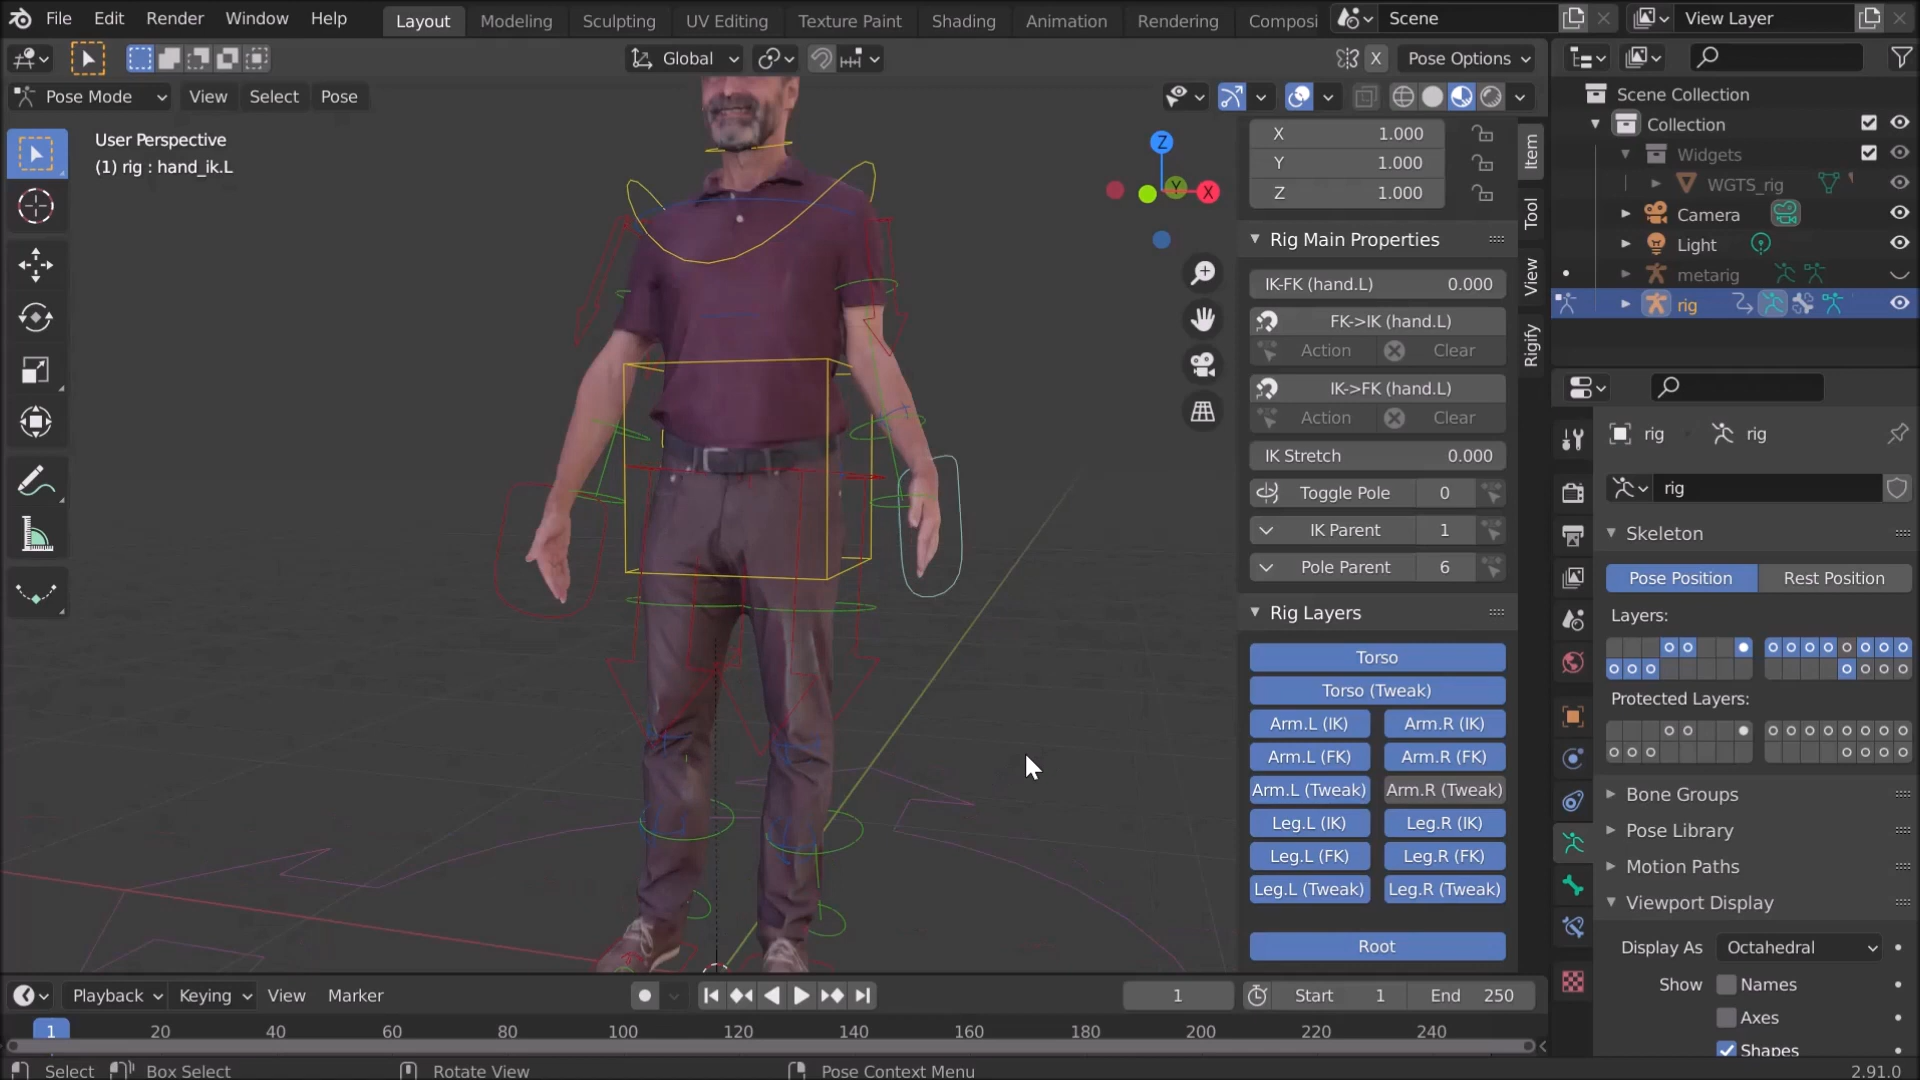 File Edit Render Window Help Layout Modeling Sculpting UV Editing Texture Paint Shading Animation Rendering Composi Scene View Layer
Global X Pose Options
Pose Mode View Select Pose
User Perspective
(1) rig : hand_ik.L
Z
Y
X
X 1.000
Y 1.000
Z 1.000
Rig Main Properties
IK-FK (hand.L) 0.000
FK->IK (hand.L)
Action Clear
IK->FK (hand.L)
Action Clear
IK Stretch 0.000
Toggle Pole 0
IK Parent 1
Pole Parent 6
Rig Layers
Torso
Torso (Tweak)
Arm.L (IK) Arm.R (IK)
Arm.L (FK) Arm.R (FK)
Arm.L (Tweak) Arm.R (Tweak)
Leg.L (IK) Leg.R (IK)
Leg.L (FK) Leg.R (FK)
Leg.L (Tweak) Leg.R (Tweak)
Root
Item
Tool
View
Rigify
Scene Collection
Collection
Widgets
WGTS_rig
Camera
Light
metarig
rig
rig rig
rig
Skeleton
Pose Position Rest Position
Layers:
Protected Layers:
Bone Groups
Pose Library
Motion Paths
Viewport Display
Display As Octahedral
Show Names
Axes
Shapes
Playback Keying View Marker 1 Start 1 End 250
1 20 40 60 80 100 120 140 160 180 200 220 240
Select Box Select Rotate View Pose Context Menu 2.91.0